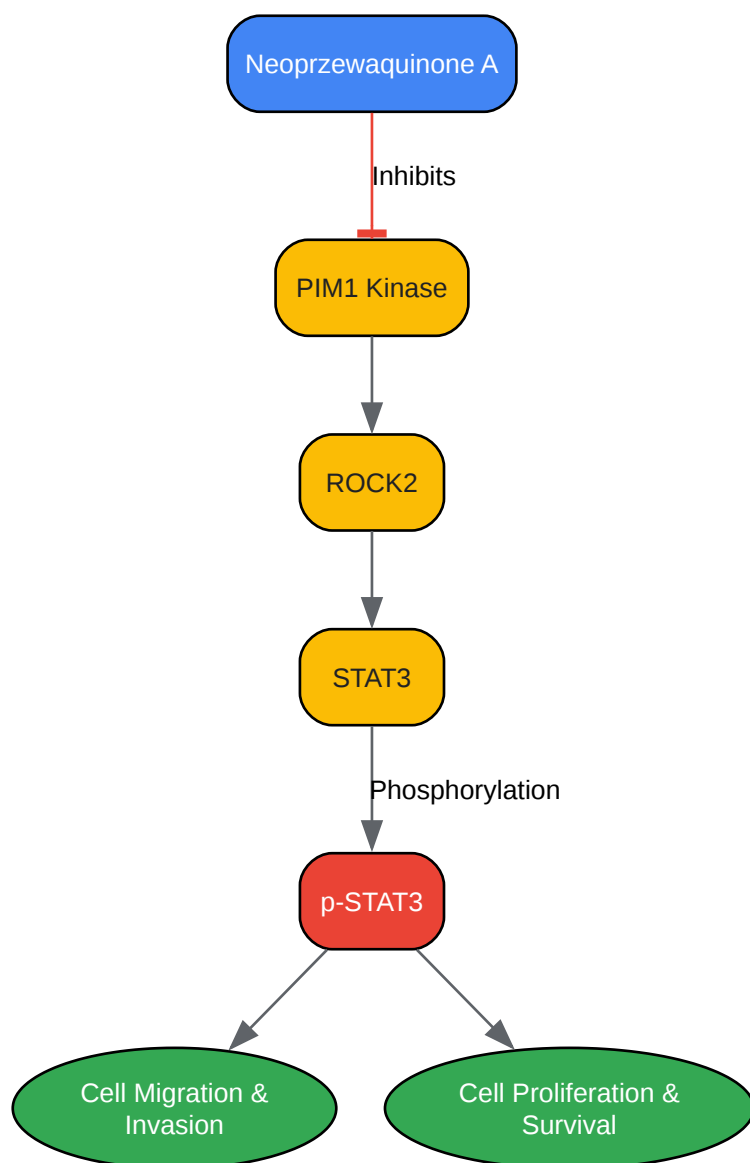 Neoprzewaquinone A
Inhibits
PIM1 Kinase
ROCK2
STAT3
Phosphorylation
p-STAT3
Cell Migration &
Invasion
Cell Proliferation &
Survival